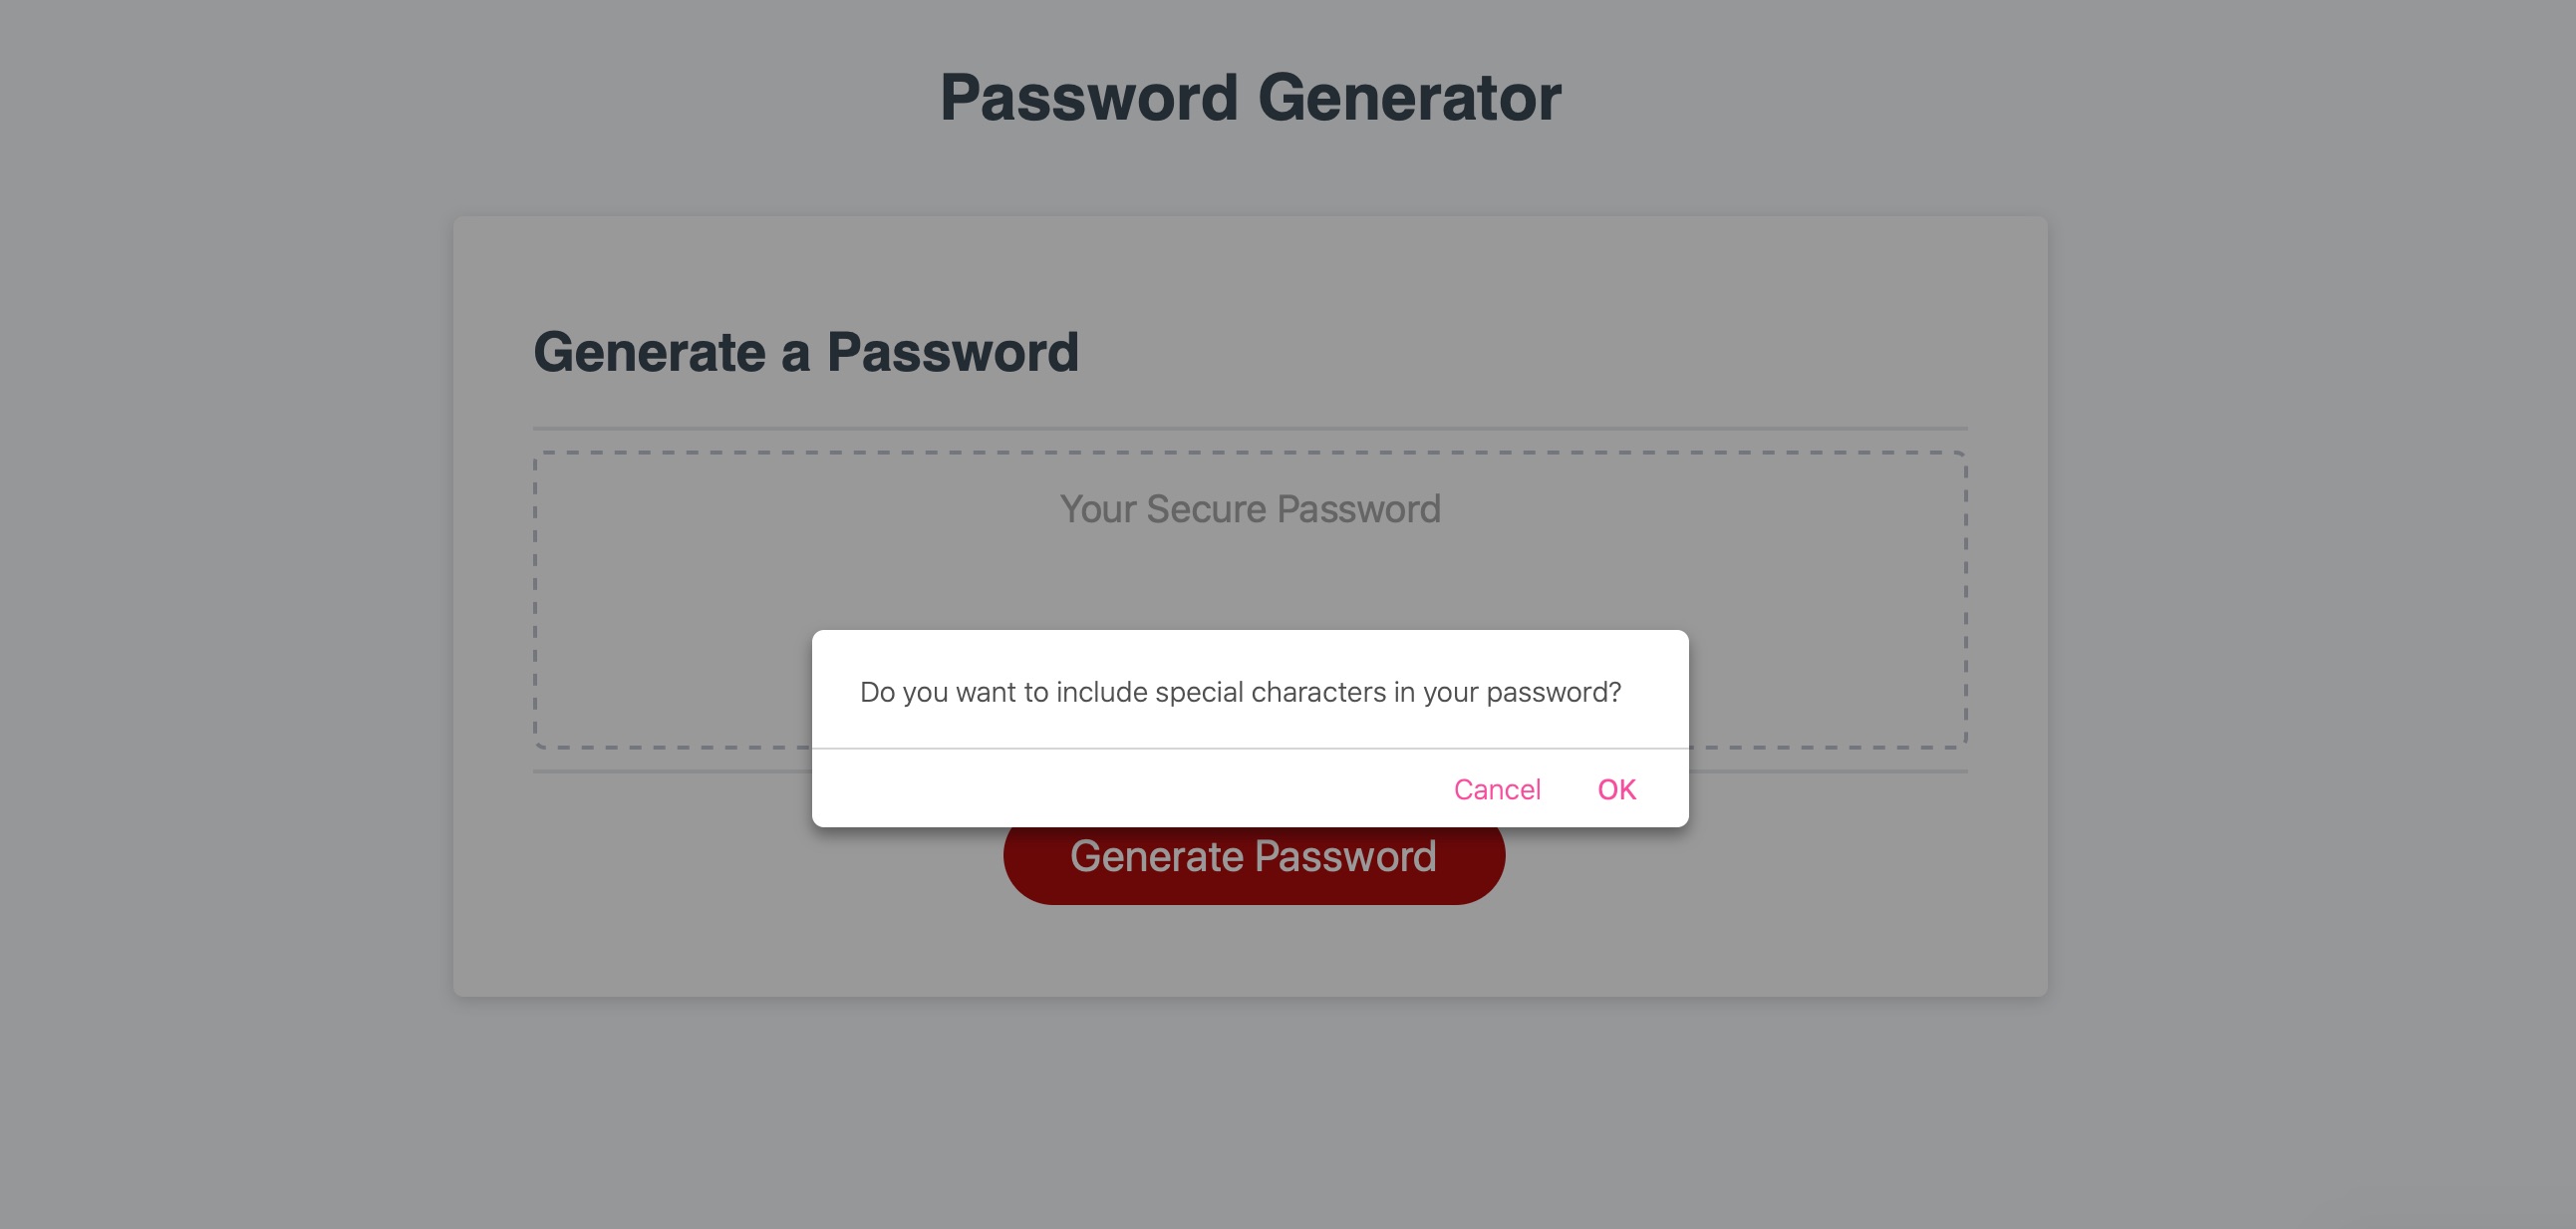 Password Generator
Generate a Password
Your Secure Password
Do you want to include special characters in your password?
Cancel OK
Generate Password